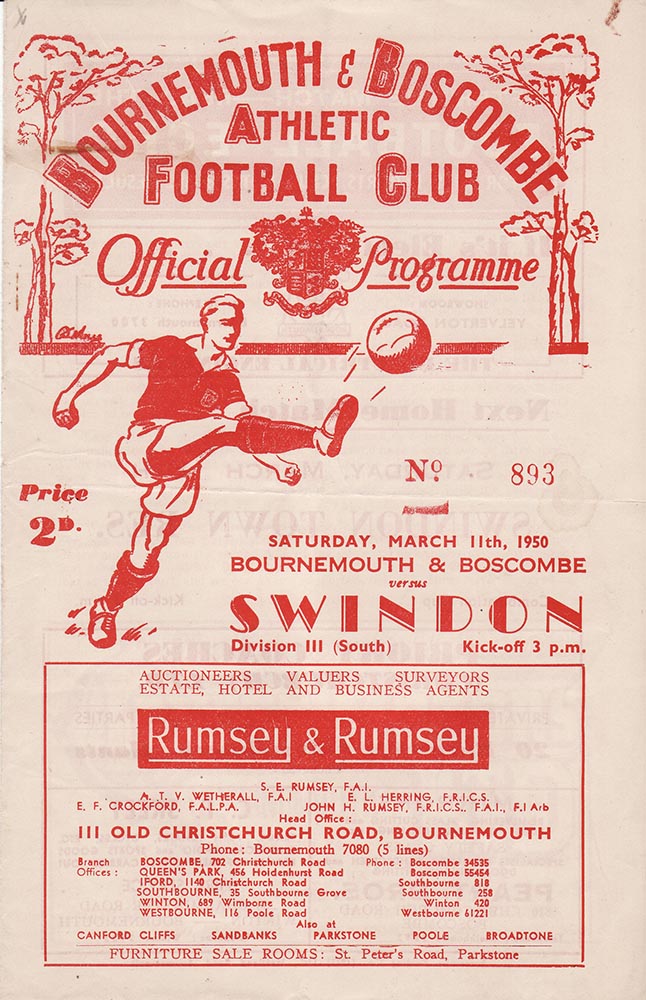 BOURNEMOUTH & BOSCOMBE
ATHLETIC
FOOTBALL CLUB
Official Programme
Price
2D.
No. 893
SATURDAY, MARCH 11th, 1950
BOURNEMOUTH & BOSCOMBE
versus
SWINDON
Division III (South) Kick-off 3 p.m.
AUCTIONEERS VALUERS SURVEYORS
ESTATE, HOTEL AND BUSINESS AGENTS
Rumsey & Rumsey
S. E. RUMSEY, F.A.I.
A. T. V. WETHERALL, F.A.I E. L. HERRING, F.R.I.C.S.
E. F. CROCKFORD, F.A.L.P.A. JOHN H. RUMSEY, F.R.I.C.S.. F.A.I., F.I Arb
Head Office :
111 OLD CHRISTCHURCH ROAD, BOURNEMOUTH
Phone : Bournemouth 7080 (5 lines)
Branch BOSCOMBE, 702 Christchurch Road Phone : Boscombe 34535
Offices : QUEEN'S PARK, 456 Holdenhurst Road Boscombe 55454
IFORD, 1140 Christchurch Road Southbourne 818
SOUTHBOURNE, 35 Southbourne Grove Southbourne 258
WINTON, 689 Wimborne Road Winton 420
WESTBOURNE, 116 Poole Road Westbourne 61221
Also at
CANFORD CLIFFS SANDBANKS PARKSTONE POOLE BROADTONE
FURNITURE SALE ROOMS: St. Peter's Road, Parkstone